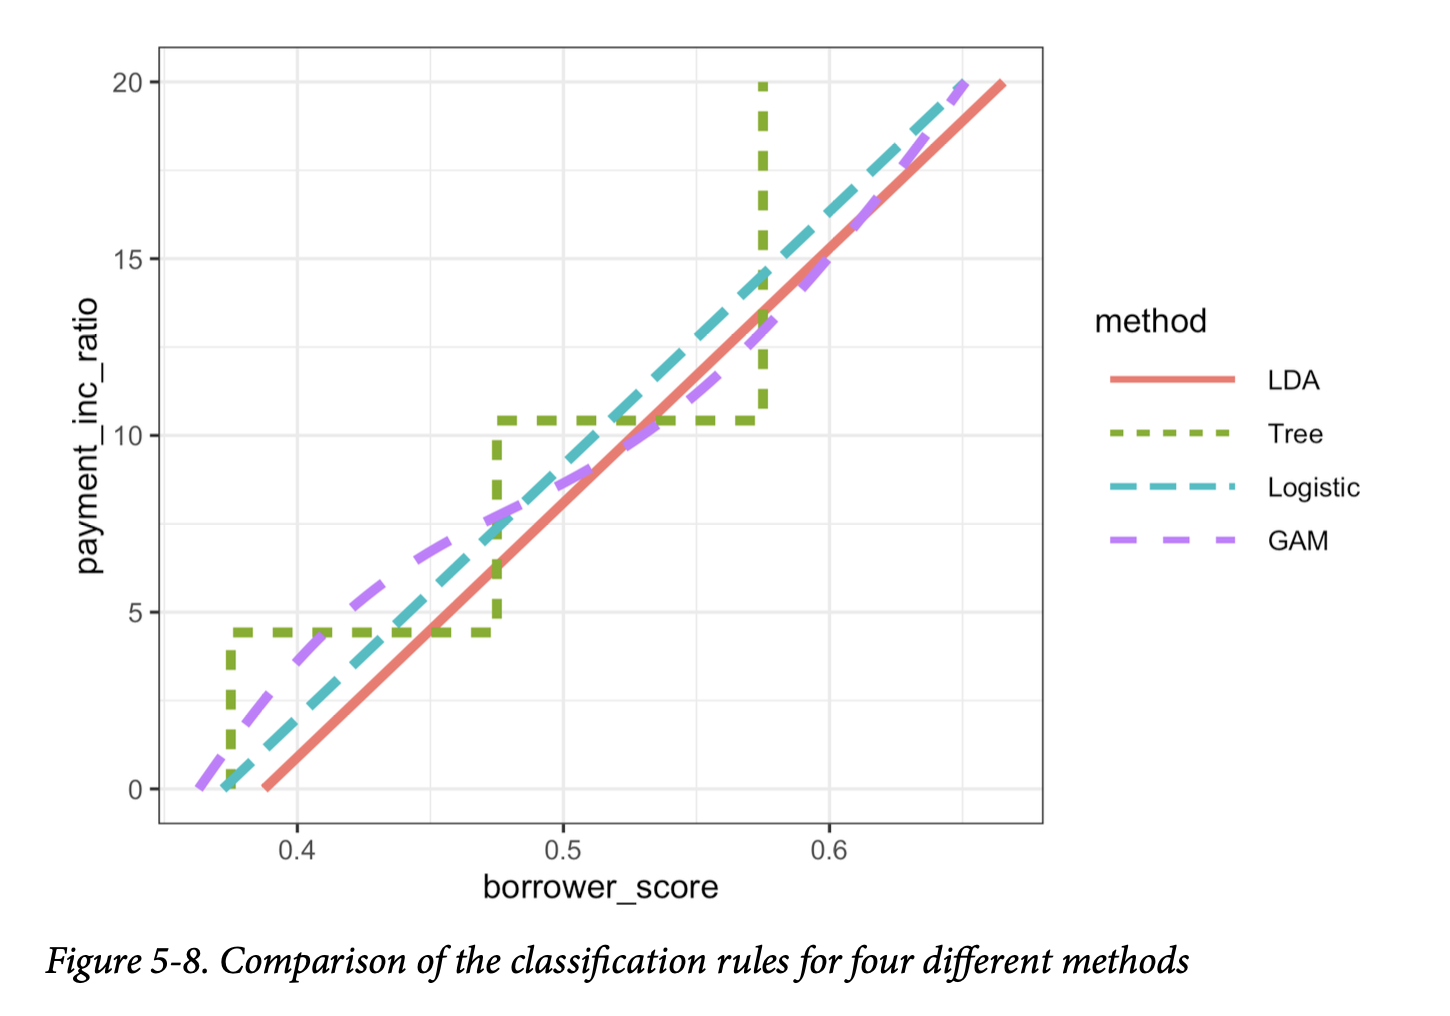 20
15
10
5
0
payment_inc_ratio
0.4
0.5
0.6
borrower_score
method
LDA
Tree
Logistic
GAM
Figure 5-8. Comparison of the classification rules for four different methods